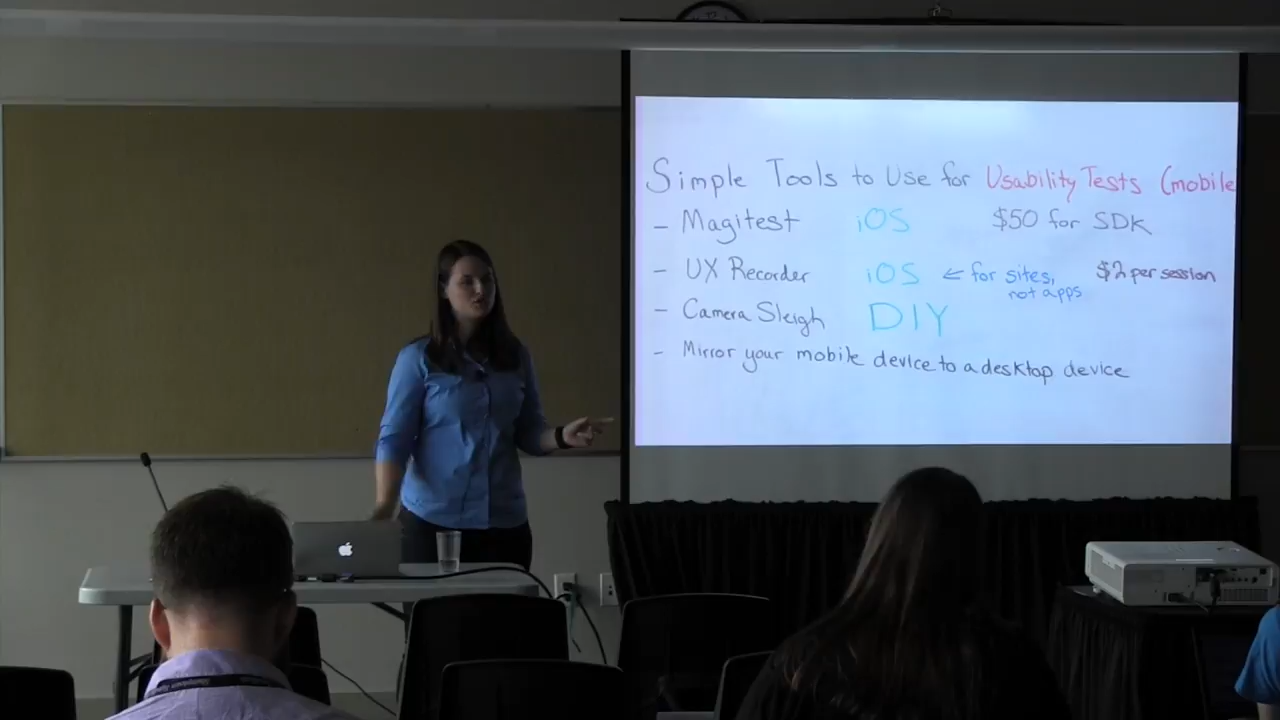 Simple Tools to Use for Usability Tests (mobile
- Magitest iOS $50 for SDK
- UX Recorder iOS ← for sites, $2 per session
not apps
- Camera Sleigh DIY
- Mirror your mobile device to a desktop device